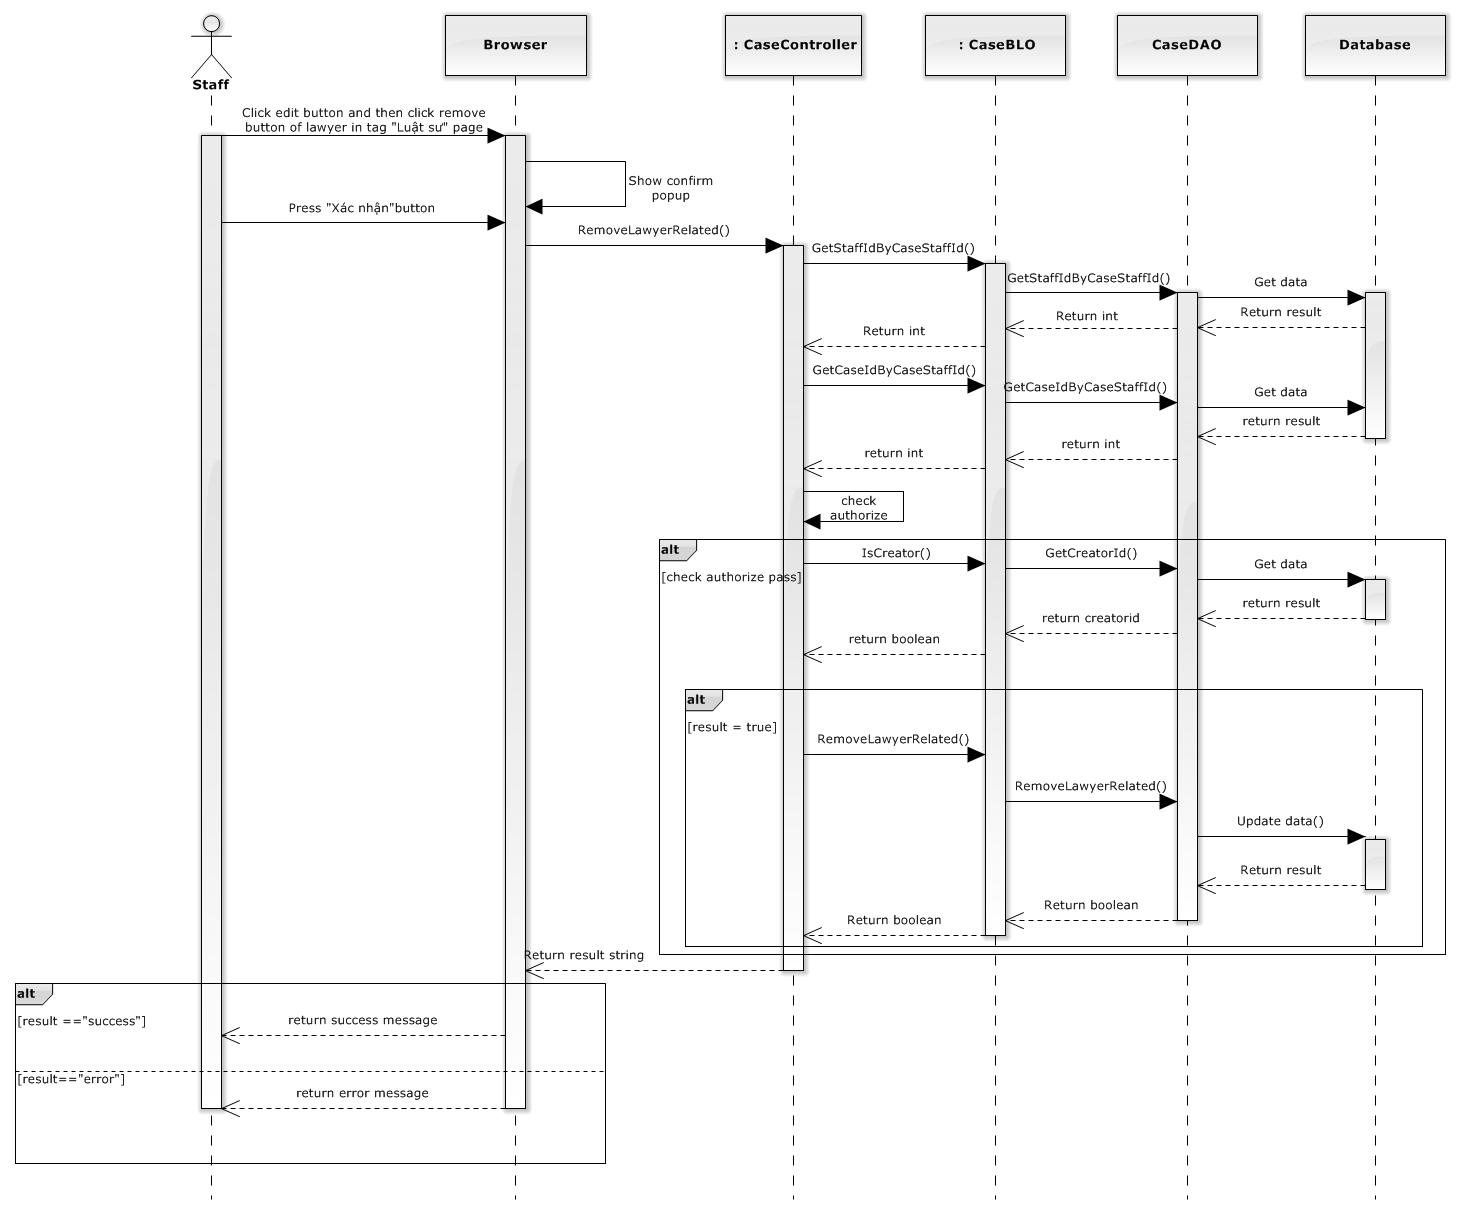 Staff
Browser
: CaseController
: CaseBLO
CaseDAO
Database
Click edit button and then click remove
button of lawyer in tag "Luật sư" page
Show confirm
popup
Press "Xác nhận"button
RemoveLawyerRelated()
GetStaffIdByCaseStaffId()
GetStaffIdByCaseStaffId()
Get data
Return result
Return int
Return int
GetCaseIdByCaseStaffId()
GetCaseIdByCaseStaffId()
Get data
return result
return int
return int
check
authorize
alt
[check authorize pass]
IsCreator()
GetCreatorId()
Get data
return result
return creatorid
return boolean
alt
[result = true]
RemoveLawyerRelated()
RemoveLawyerRelated()
Update data()
Return result
Return boolean
Return boolean
Return result string
alt
[result =="success"]
return success message
[result=="error"]
return error message